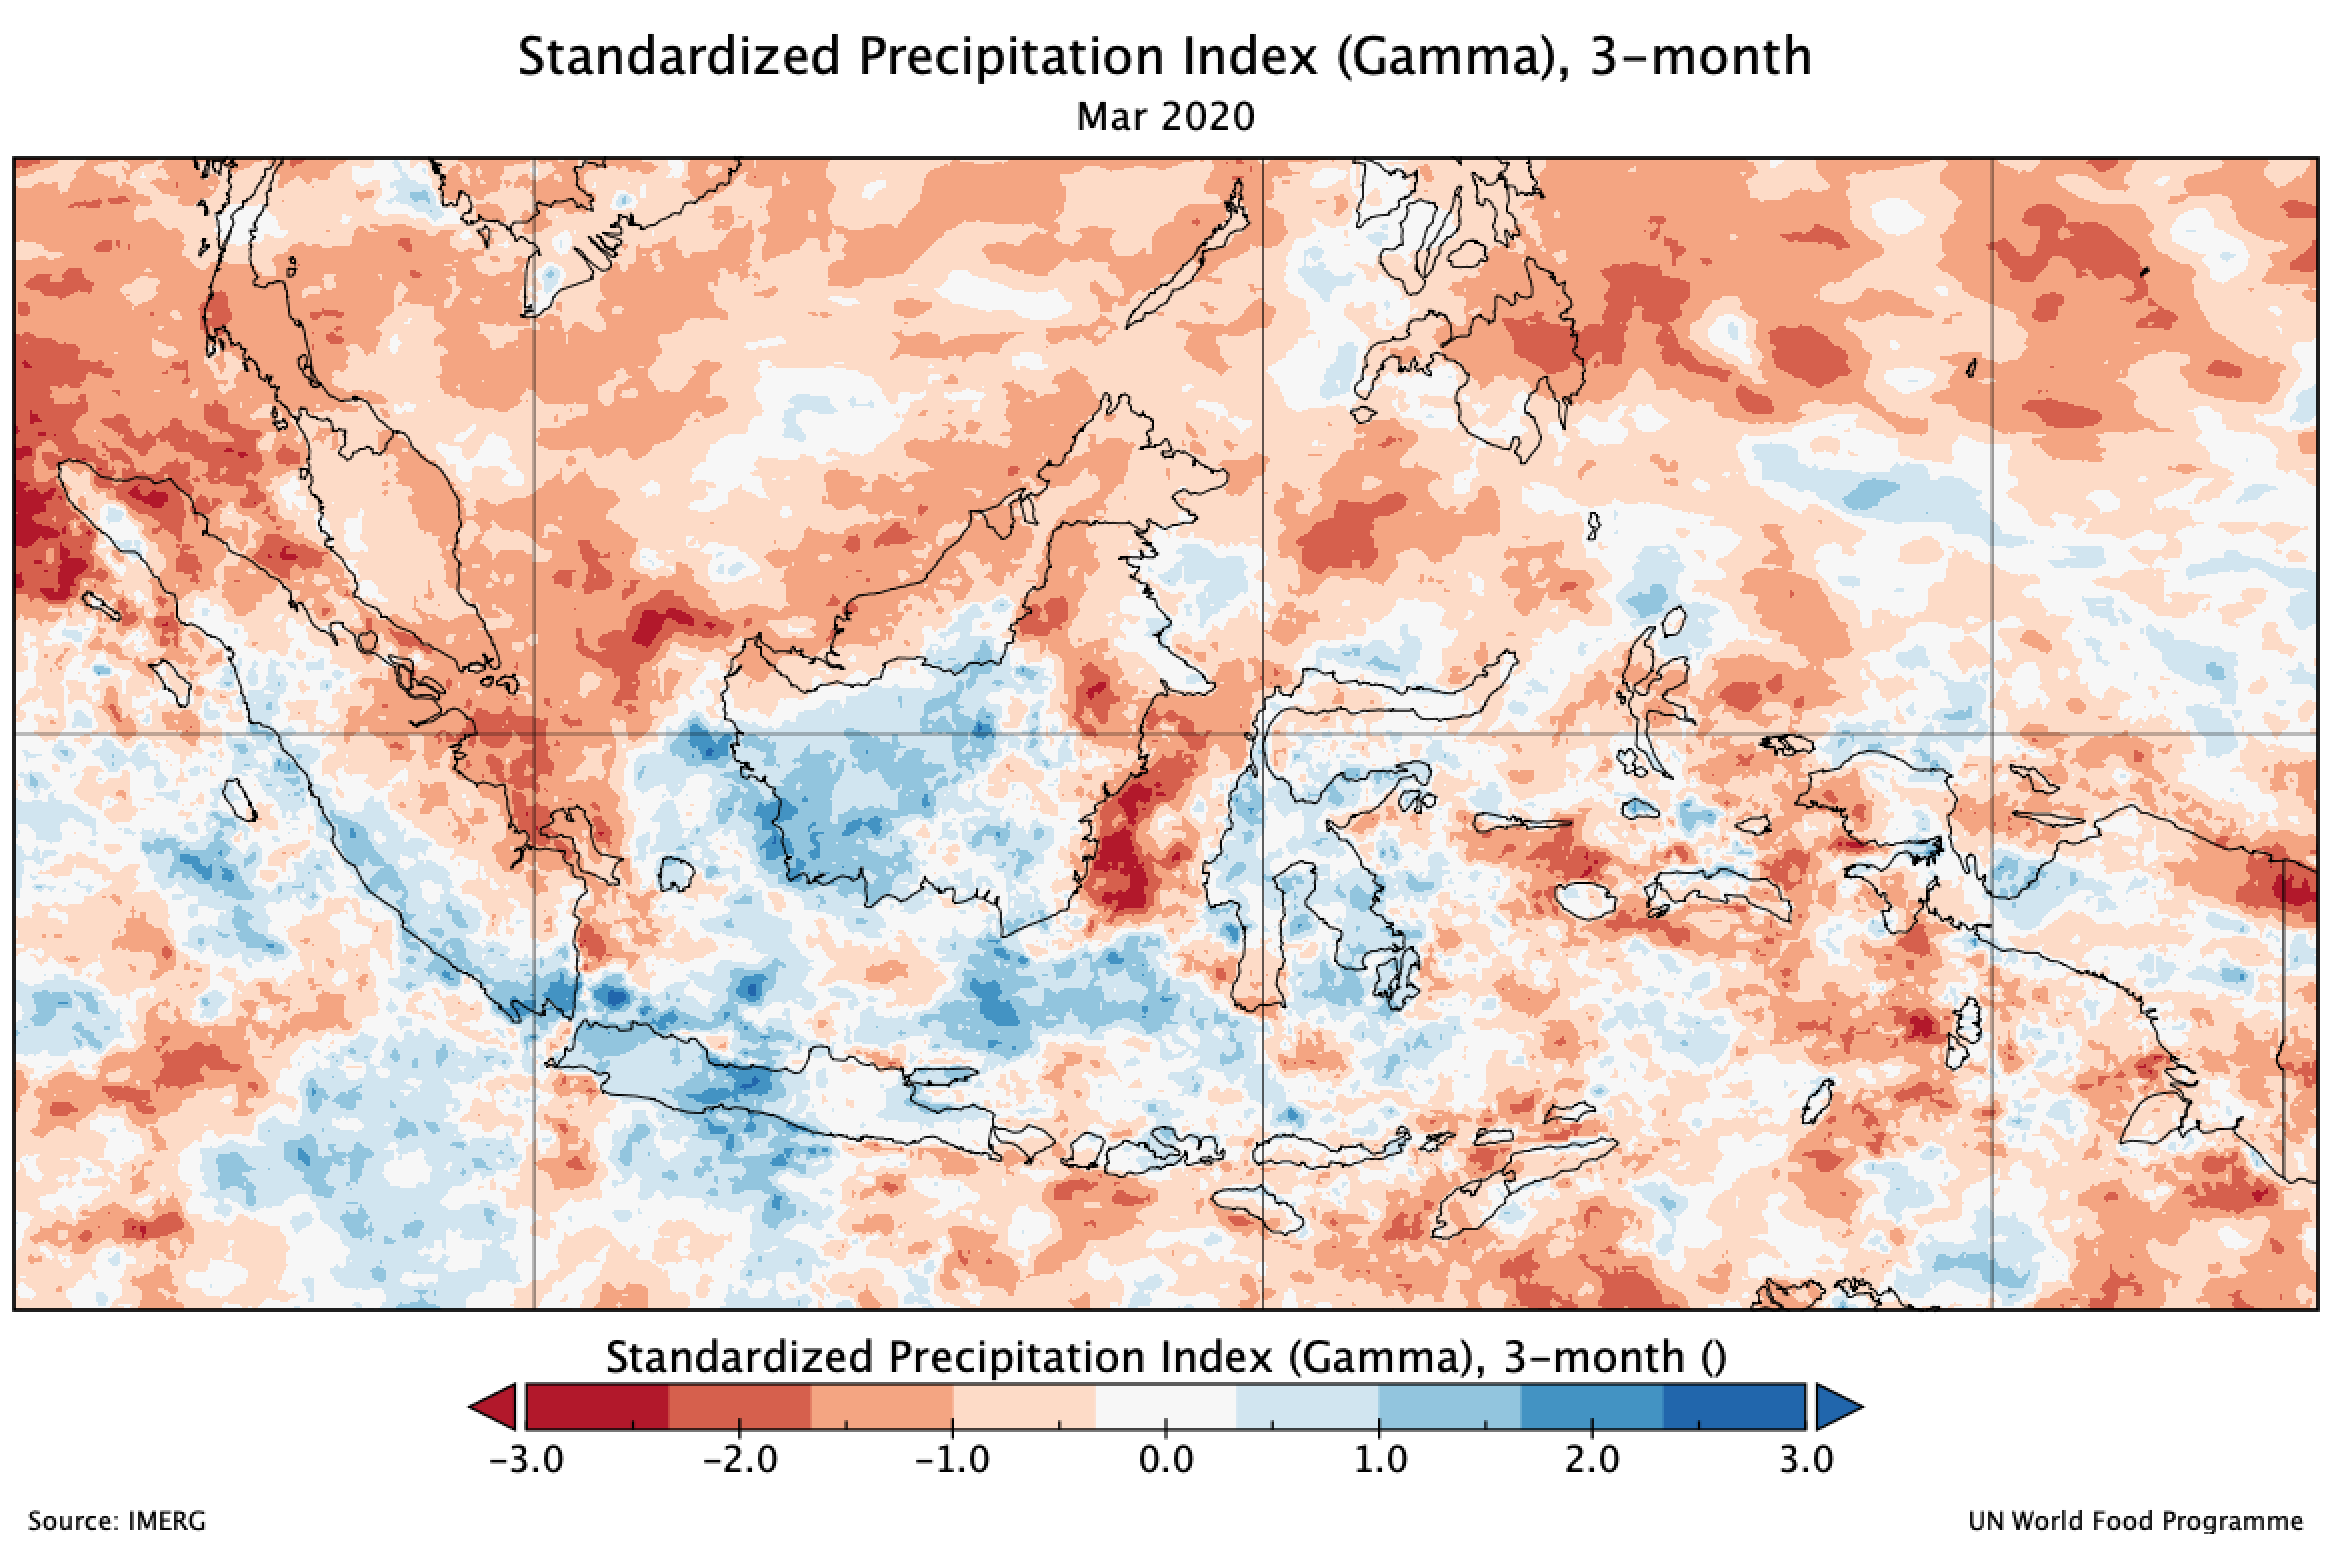 Standardized Precipitation Index (Gamma), 3-month
Mar 2020
Standardized Precipitation Index (Gamma), 3-month ()
-3.0 -2.0 -1.0 0.0 1.0 2.0 3.0
Source: IMERG
UN World Food Programme